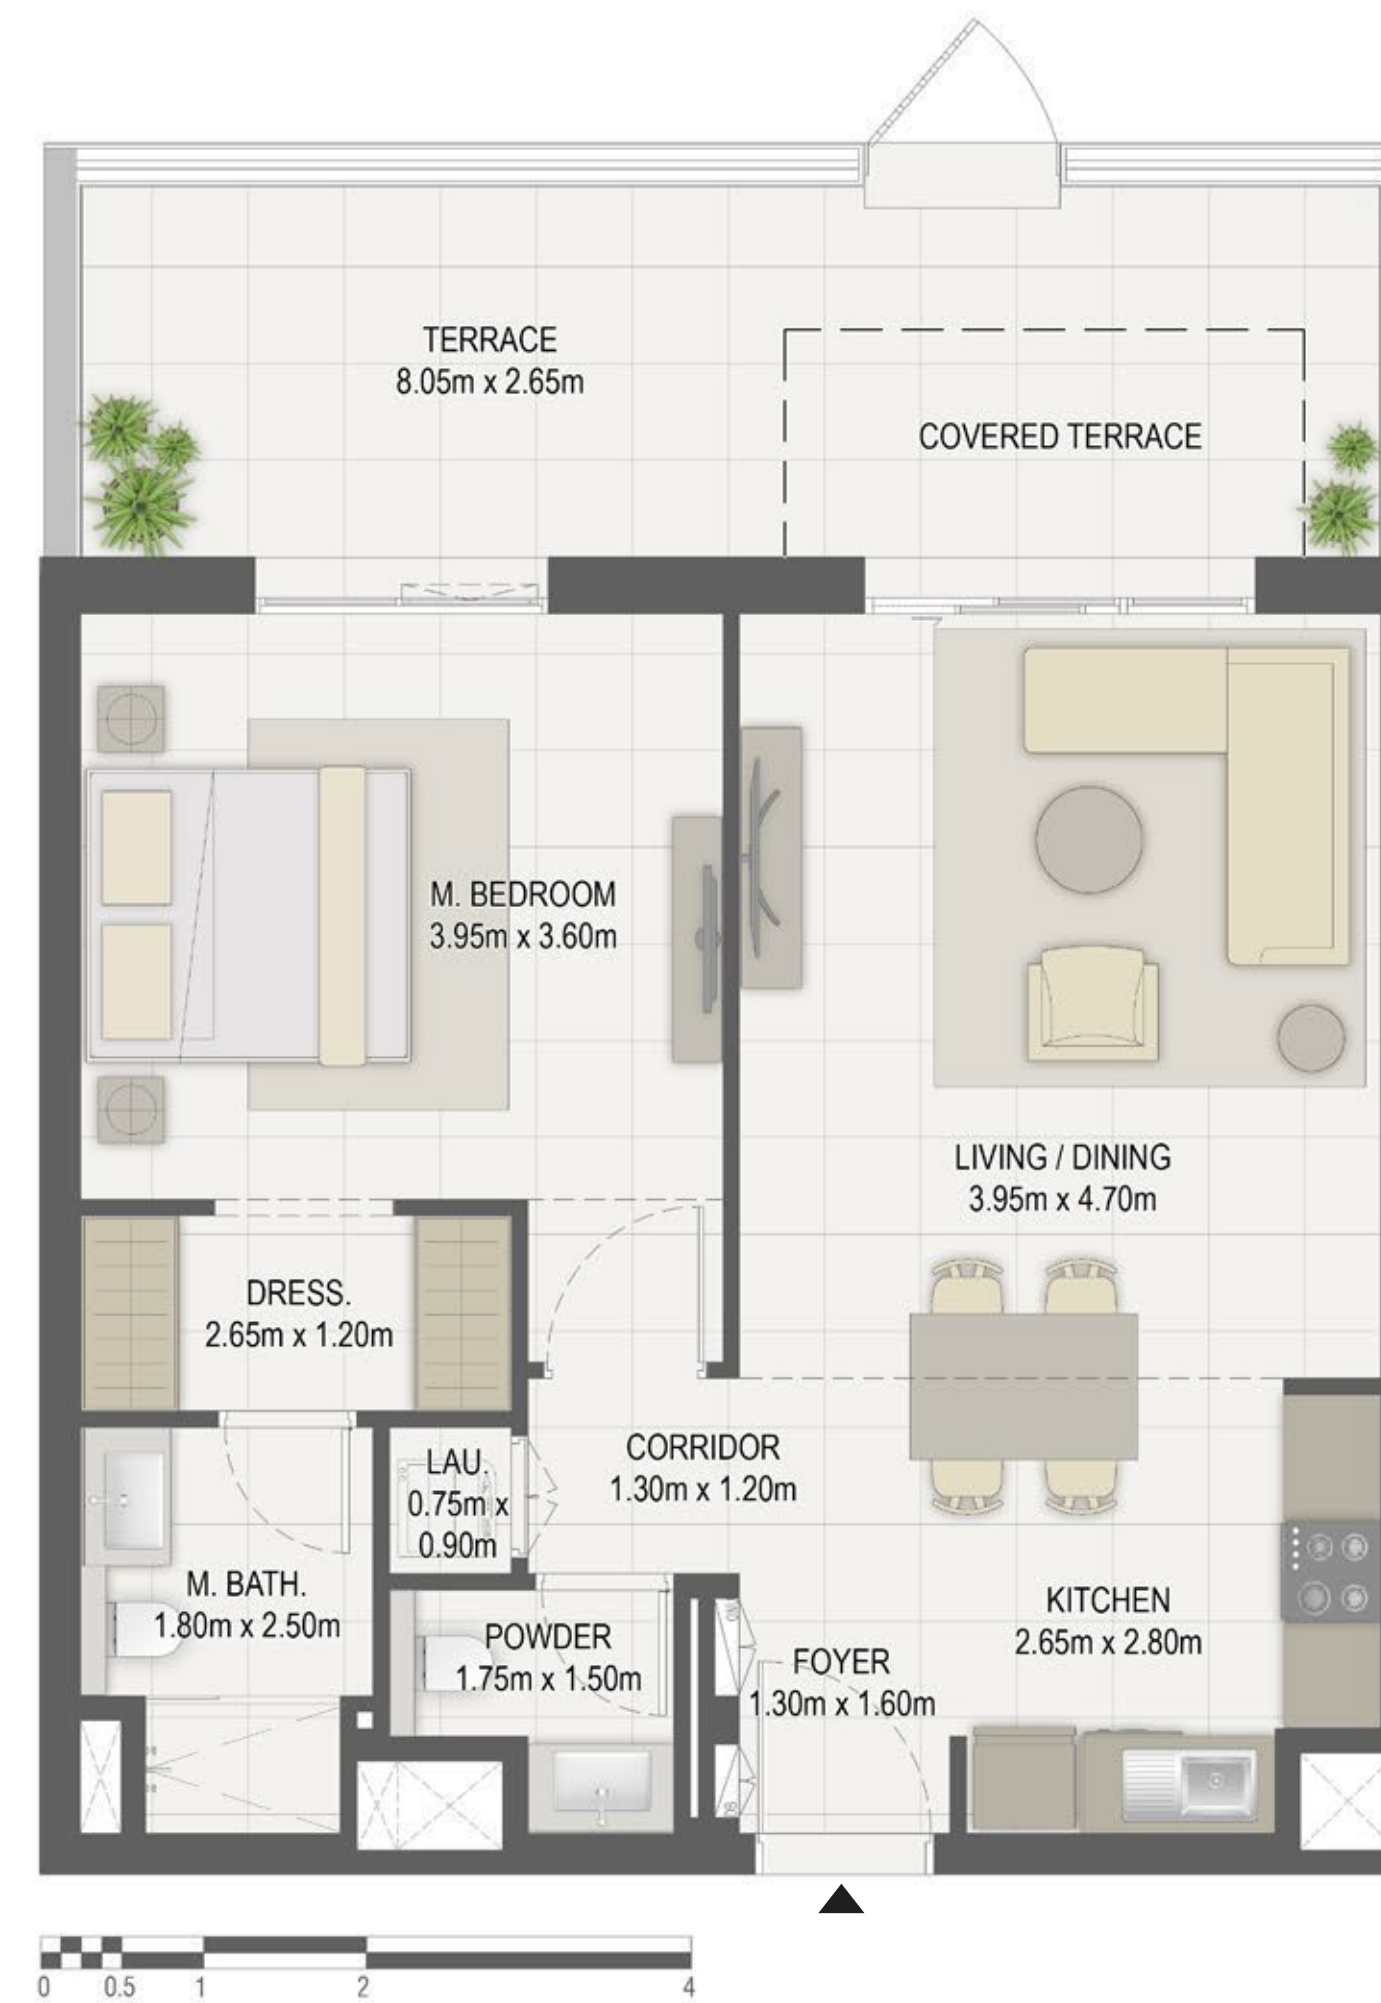 TERRACE
8.05m x 2.65m
COVERED TERRACE
M. BEDROOM
3.95m x 3.60m
LIVING / DINING
3.95m x 4.70m
DRESS.
2.65m x 1.20m
LAU.
0.75m x
0.90m
CORRIDOR
1.30m x 1.20m
M. BATH.
1.80m x 2.50m
POWDER
1.75m x 1.50m
FOYER
1.30m x 1.60m
KITCHEN
2.65m x 2.80m
0 0.5 1 2 4